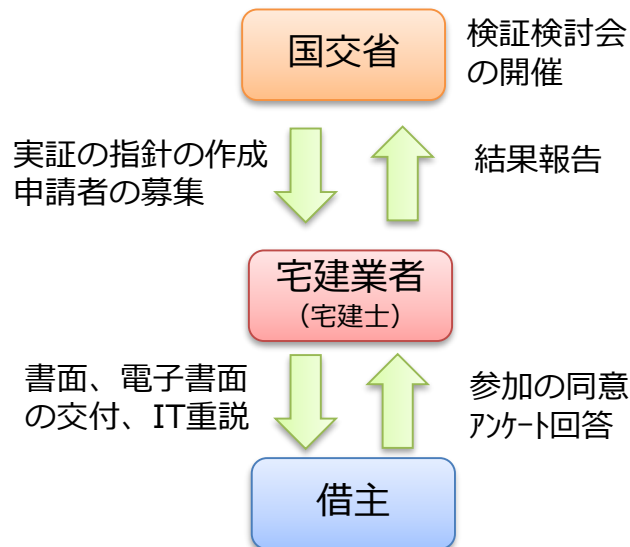 国交省
検証検討会
の開催
実証の指針の作成
申請者の募集
結果報告
宅建業者
（宅建士）
書面、電子書面
の交付、IT重説
参加の同意
ｱﾝｹｰﾄ回答
借主